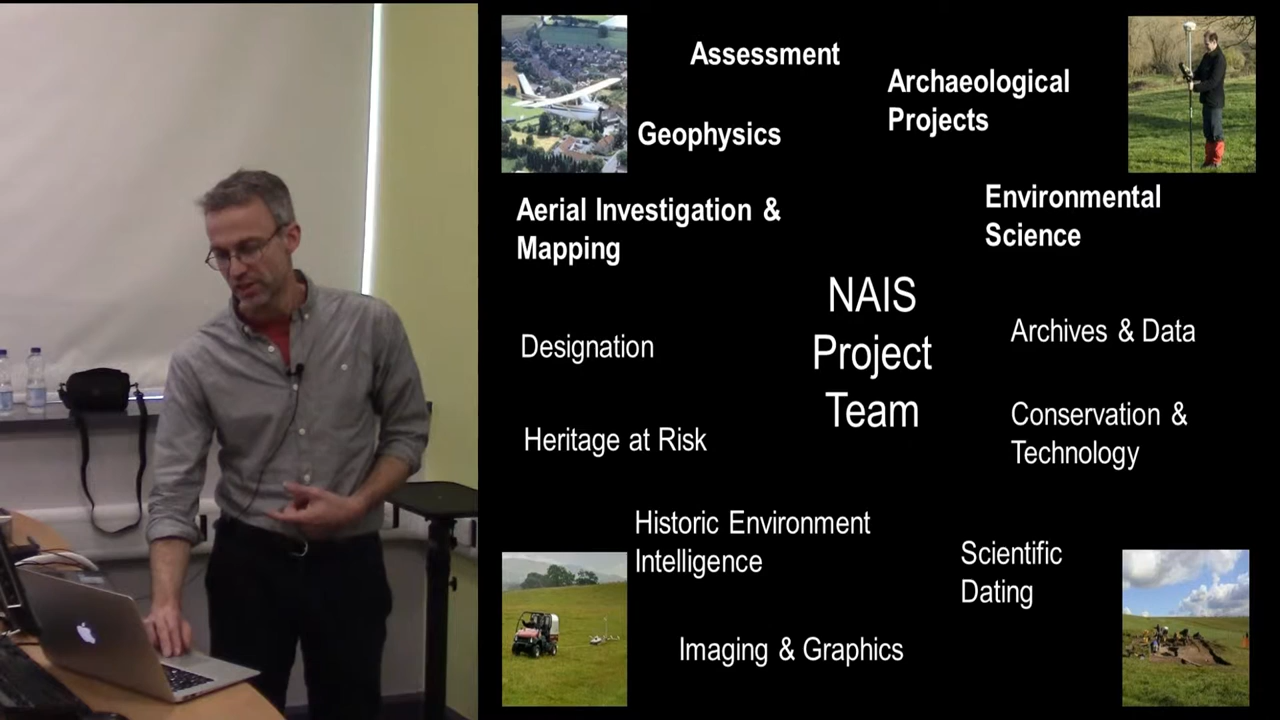 Assessment
Archaeological
Projects
Geophysics
Aerial Investigation &
Mapping
Environmental
Science
NAIS
Project
Team
Designation
Archives & Data
Heritage at Risk
Conservation &
Technology
Historic Environment
Intelligence
Scientific
Dating
Imaging & Graphics